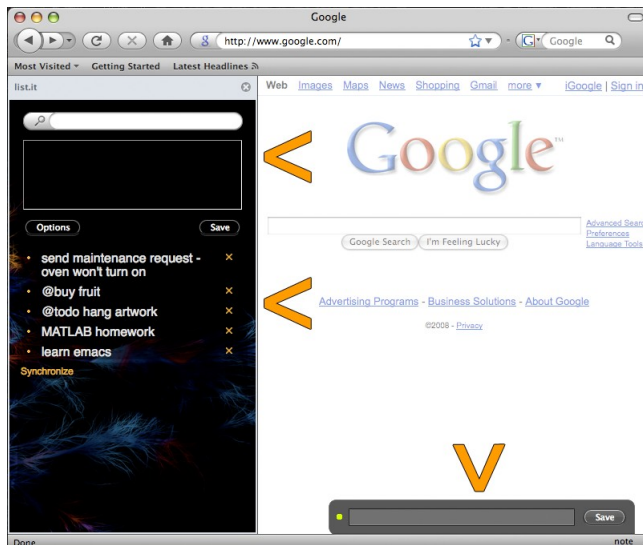 Google
http://www.google.com/
G Google
Most Visited Getting Started Latest Headlines
list.it
Web Images Maps News Shopping Gmail more ▼ iGoogle | Sign in
Google™
Options Save
Advanced Sear
Preferences
Language Tools
Google Search I'm Feeling Lucky
send maintenance request -
oven won't turn on
@buy fruit
@todo hang artwork
MATLAB homework
learn emacs
Synchronize
Advertising Programs - Business Solutions - About Google
©2008 - Privacy
Save
Done note